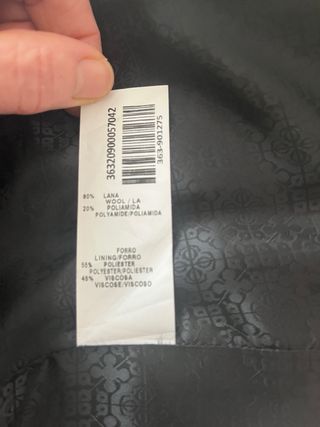 36320900057042
363-901275
80% LANA
WOOL / LA
20% POLIAMIDA
POLYAMIDE/POLIAMIDA
FORRO
LINING/FORRO
55% POLIESTER
POLYESTER/POLIESTER
45% VISCOSA
VISCOSE/VISCOSO